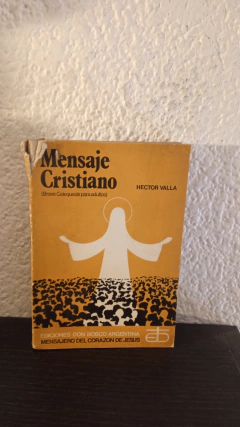 Mensaje
Cristiano
(Breve Catequesis para adultos)
HECTOR VALLA
EDICIONES DON BOSCO ARGENTINA
MENSAJERO DEL CORAZON DE JESUS